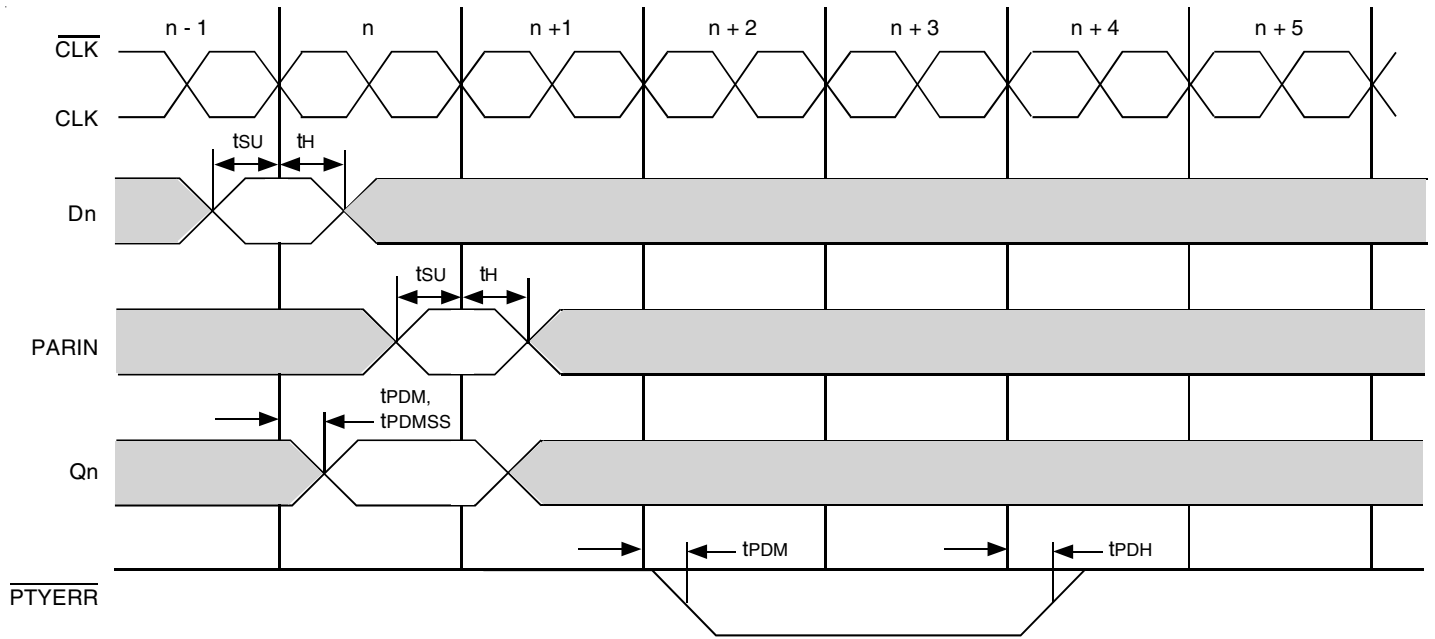 n - 1 n n +1 n + 2 n + 3 n + 4 n + 5
CLK
CLK
tSU tH
Dn
tSU tH
PARIN
tPDM,
tPDMSS
Qn
tPDM tPDH
PTYERR